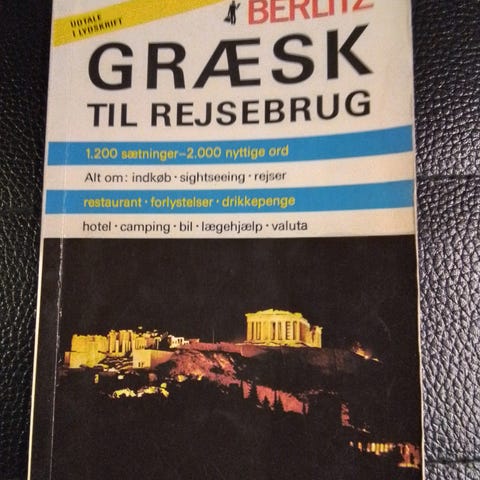 UDTALE
I LYDSKRIFT
BERLITZ
GRÆSK
TIL REJSEBRUG
1.200 sætninger–2.000 nyttige ord
Alt om: indkøb · sightseeing · rejser
restaurant · forlystelser · drikkepenge
hotel · camping · bil · lægehjælp · valuta